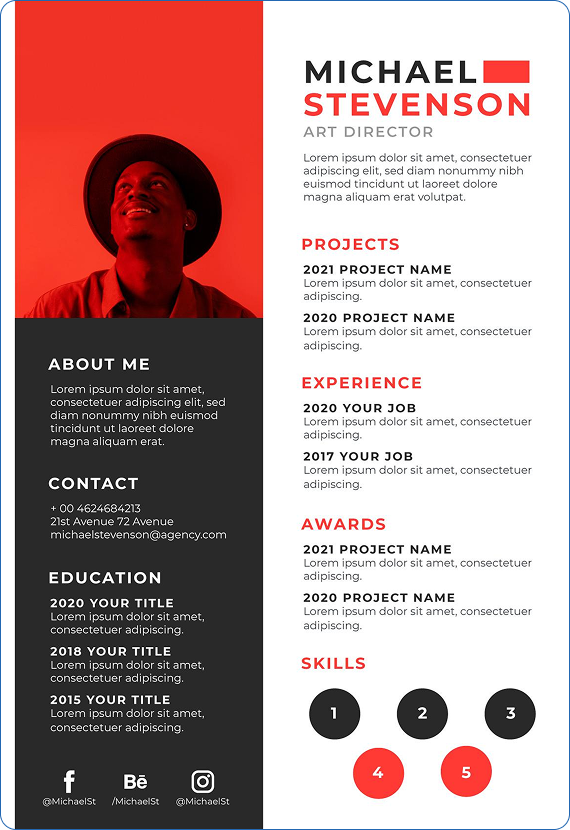 MICHAEL
STEVENSON
ART DIRECTOR
Lorem ipsum dolor sit amet, consectetuer
adipiscing elit, sed diam nonummy nibh
euismod tincidunt ut laoreet dolore
magna aliquam erat volutpat.
PROJECTS
2021 PROJECT NAME
Lorem ipsum dolor sit amet, consectetuer
adipiscing.
2020 PROJECT NAME
Lorem ipsum dolor sit amet, consectetuer
adipiscing.
EXPERIENCE
2020 YOUR JOB
Lorem ipsum dolor sit amet, consectetuer
adipiscing.
2017 YOUR JOB
Lorem ipsum dolor sit amet, consectetuer
adipiscing.
AWARDS
2021 PROJECT NAME
Lorem ipsum dolor sit amet, consectetuer
adipiscing.
2020 PROJECT NAME
Lorem ipsum dolor sit amet, consectetuer
adipiscing.
SKILLS
1 2 3
4 5
ABOUT ME
Lorem ipsum dolor sit amet,
consectetuer adipiscing elit, sed
diam nonummy nibh euismod
tincidunt ut laoreet dolore
magna aliquam erat.
CONTACT
+ 00 4624684213
21st Avenue 72 Avenue
michaelstevenson@agency.com
EDUCATION
2020 YOUR TITLE
Lorem ipsum dolor sit amet,
consectetuer adipiscing.
2018 YOUR TITLE
Lorem ipsum dolor sit amet,
consectetuer adipiscing.
2015 YOUR TITLE
Lorem ipsum dolor sit amet,
consectetuer adipiscing.
f Bē
@MichaelSt /MichaelSt @MichaelSt